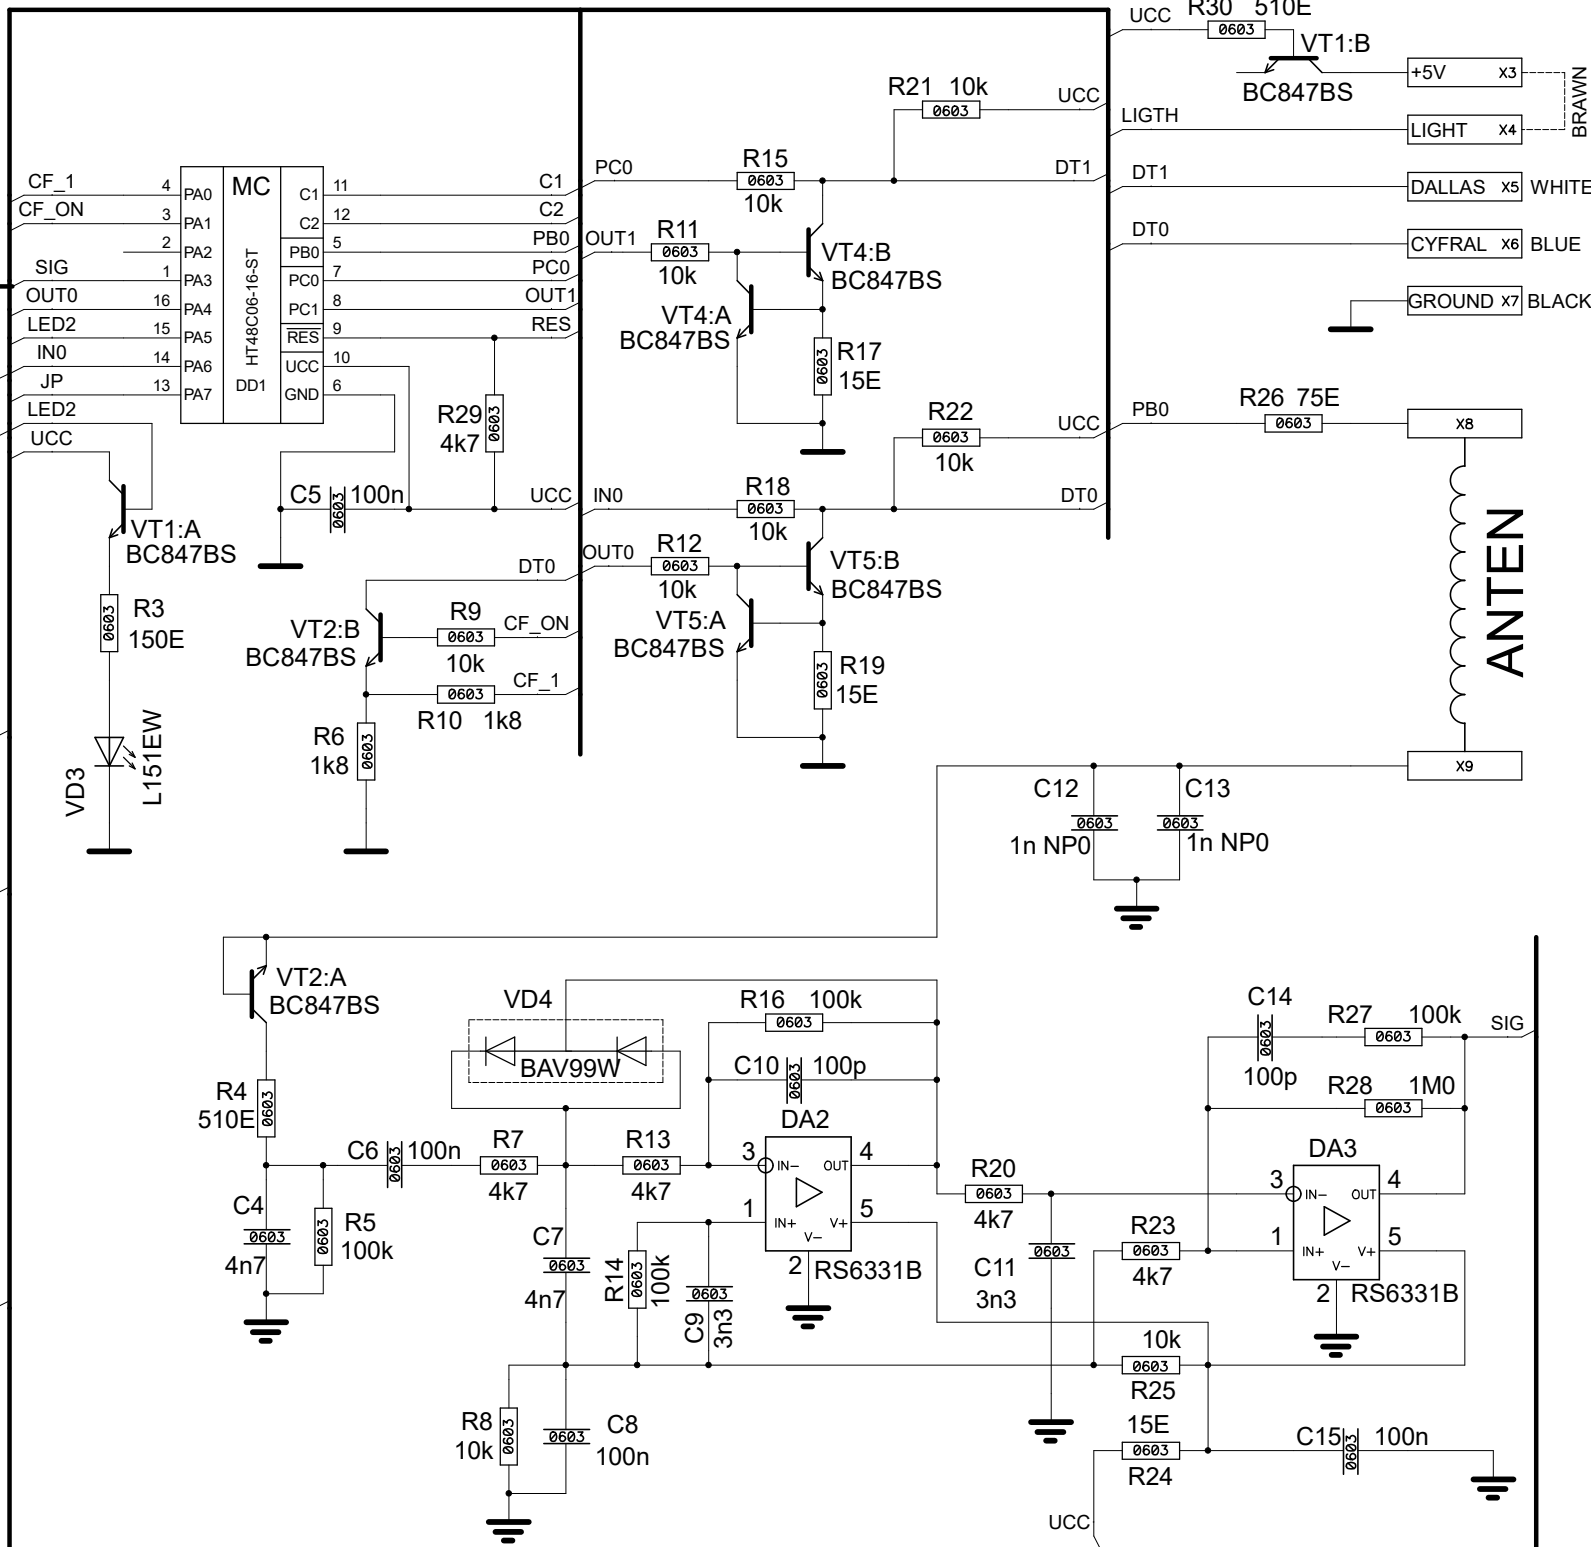 UCC R30 510E
0603
VT1:B
BC847BS
+5V X3
BRAWN
LIGTH
LIGHT X4
DT1
DALLAS X5 WHITE
DT0
CYFRAL X6 BLUE
GROUND X7 BLACK
R21 10k
0603
UCC
PC0
R15
0603
10k
DT1
OUT1
R11
0603
10k
VT4:B
BC847BS
VT4:A
BC847BS
R17
0603
15E
R22
0603
10k
UCC
PB0
R26 75E
0603
X8
ANTEN
X9
IN0
R18
0603
10k
DT0
OUT0
R12
0603
10k
VT5:B
BC847BS
VT5:A
BC847BS
R19
0603
15E
CF_1 4 PA0
CF_ON 3 PA1
2 PA2
SIG 1 PA3
OUT0 16 PA4
LED2 15 PA5
IN0 14 PA6
JP 13 PA7
LED2
UCC
MC
HT48C06-16-ST
DD1
C1 11 C1
C2 12 C2
PB0 5 PB0
PC0 7 PC0
PC1 8 OUT1
RES 9 RES
UCC 10
GND 6
R29
4k7
0603
C5
0603
100n
UCC
VT1:A
BC847BS
R3
0603
150E
VD3
L151EW
DT0
VT2:B
BC847BS
R9
0603
10k
CF_ON
CF_1
0603
R10 1k8
R6
1k8
0603
C12
0603
1n NP0
C13
0603
1n NP0
VT2:A
BC847BS
R4
510E
0603
C6
0603
100n
R7
0603
4k7
C4
0603
4n7
R5
0603
100k
VD4
BAV99W
R16 100k
0603
C10
0603
100p
DA2
R13
0603
4k7
3 IN- OUT 4
1 IN+ V+ 5
V-
2 RS6331B
C7
0603
4n7
R14
0603
100k
C9
0603
3n3
R8
10k
0603
C8
0603
100n
R20
0603
4k7
C11
0603
3n3
C14
0603
100p
R27 100k
0603
SIG
R28 1M0
0603
DA3
3 IN- OUT 4
1 IN+ V+ 5
V-
2 RS6331B
R23
0603
4k7
10k
0603
R25
15E
0603
R24
C15
0603
100n
UCC